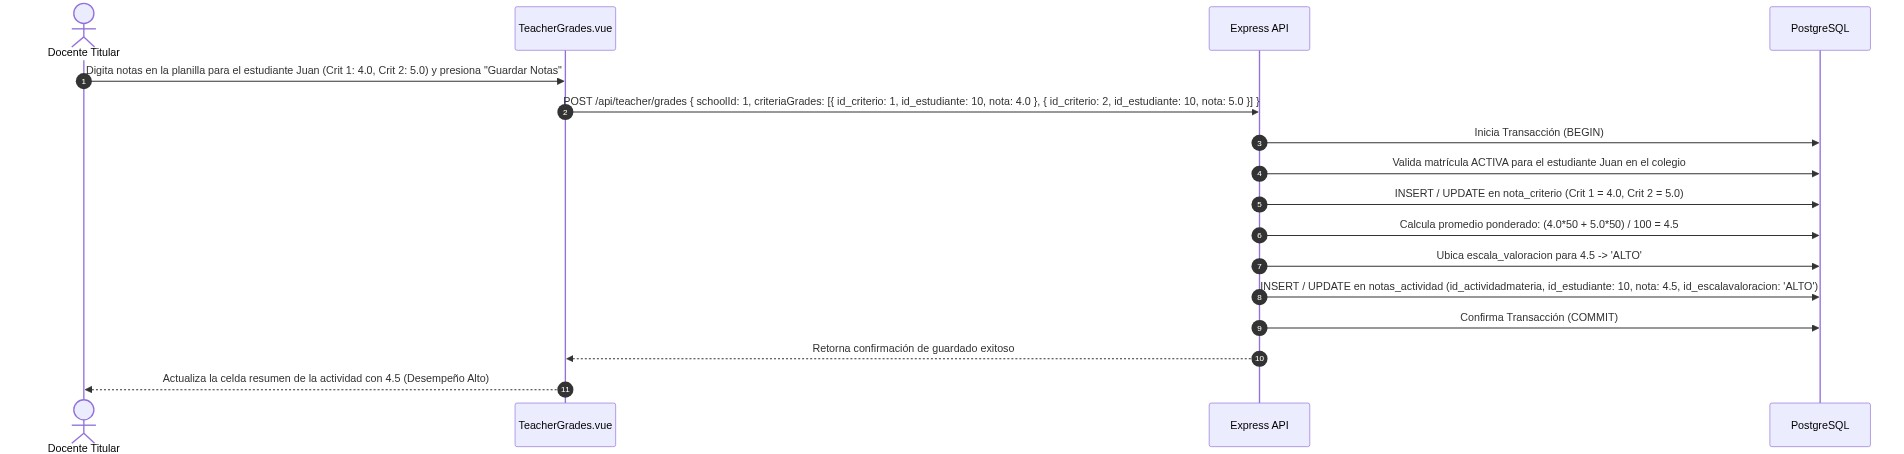 Docente Titular
TeacherGrades.vue
Express API
PostgreSQL
Digita notas en la planilla para el estudiante Juan (Crit 1: 4.0, Crit 2: 5.0) y presiona "Guardar Notas"
1
POST /api/teacher/grades { schoolId: 1, criteriaGrades: [{ id_criterio: 1, id_estudiante: 10, nota: 4.0 }, { id_criterio: 2, id_estudiante: 10, nota: 5.0 }] }
2
Inicia Transacción (BEGIN)
3
Valida matrícula ACTIVA para el estudiante Juan en el colegio
4
INSERT / UPDATE en nota_criterio (Crit 1 = 4.0, Crit 2 = 5.0)
5
Calcula promedio ponderado: (4.0*50 + 5.0*50) / 100 = 4.5
6
Ubica escala_valoracion para 4.5 -> 'ALTO'
7
INSERT / UPDATE en notas_actividad (id_actividadmateria, id_estudiante: 10, nota: 4.5, id_escalavaloracion: 'ALTO')
8
Confirma Transacción (COMMIT)
9
Retorna confirmación de guardado exitoso
10
Actualiza la celda resumen de la actividad con 4.5 (Desempeño Alto)
11
Docente Titular
TeacherGrades.vue
Express API
PostgreSQL